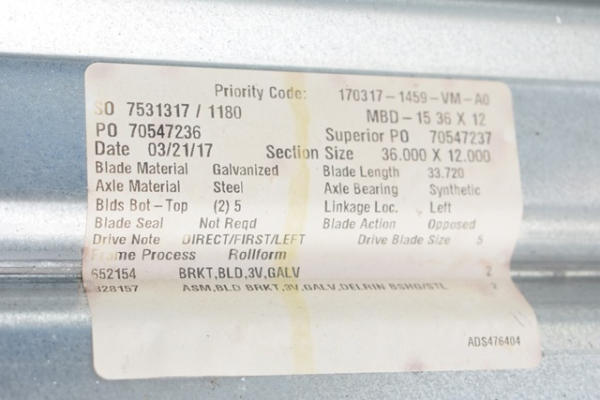 Priority Code: 170317-1459-VM-A0
SO 7531317 / 1180 MBD-15 36 X 12
PO 70547236 Superior PO 70547237
Date 03/21/17 Section Size 36.000 X 12.000
Blade Material Galvanized Blade Length 33.720
Axle Material Steel Axle Bearing Synthetic
Blds Bot-Top (2) 5 Linkage Loc. Left
Blade Seal Not Reqd Blade Action Opposed
Drive Note DIRECT/FIRST/LEFT Drive Blade Size 5
Frame Process Rollform
652154 BRKT,BLD,3V,GALV 2
328157 ASM,BLD BRKT,3V,GALV,DELRIN BSHG/STL 2
ADS476404